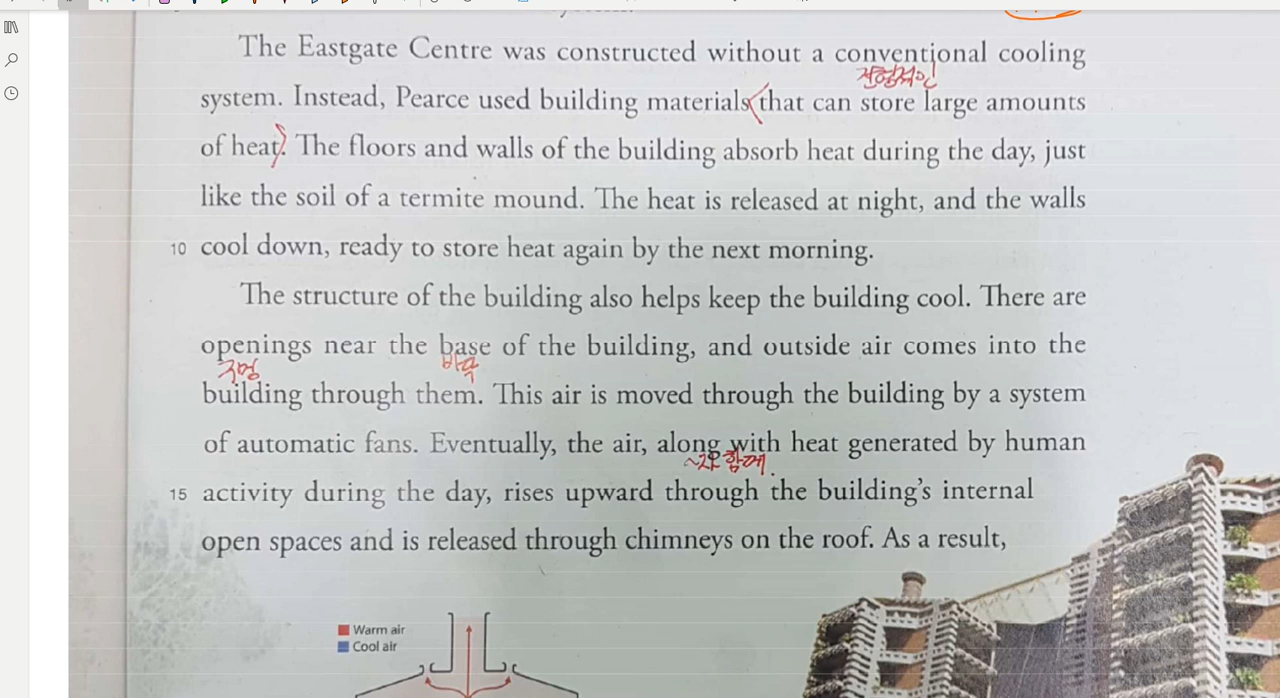 The Eastgate Centre was constructed without a conventional cooling
system. Instead, Pearce used building materials that can store large amounts
of heat. The floors and walls of the building absorb heat during the day, just
like the soil of a termite mound. The heat is released at night, and the walls
10 cool down, ready to store heat again by the next morning.
The structure of the building also helps keep the building cool. There are
openings near the base of the building, and outside air comes into the
구멍 바닥
building through them. This air is moved through the building by a system
of automatic fans. Eventually, the air, along with heat generated by human
~와 함께
15 activity during the day, rises upward through the building's internal
open spaces and is released through chimneys on the roof. As a result,
Warm air
Cool air